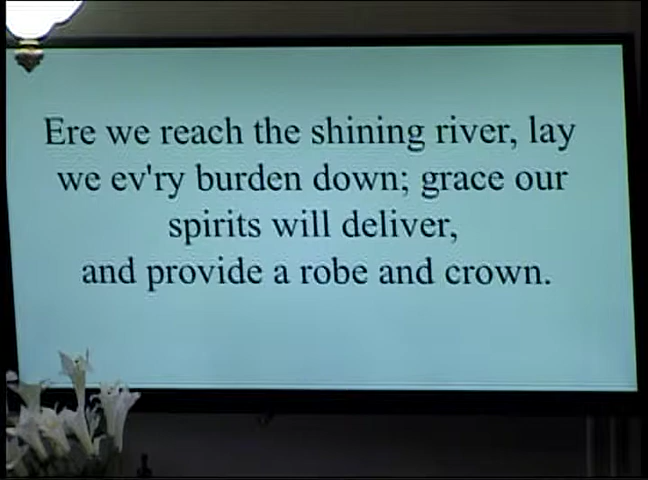 Ere we reach the shining river, lay
we ev'ry burden down; grace our
spirits will deliver,
and provide a robe and crown.